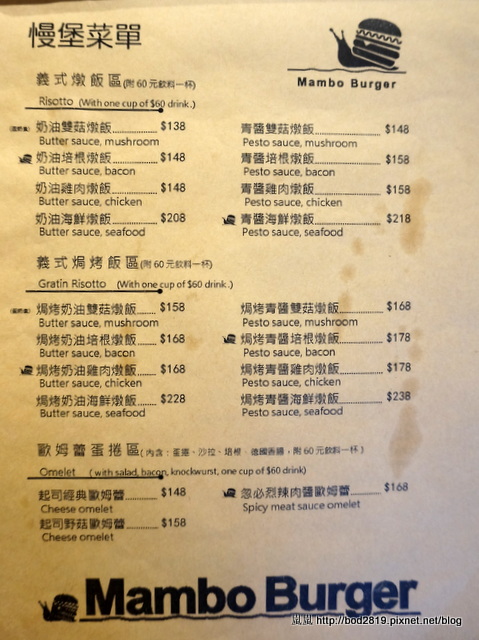 慢堡菜單
Mambo Burger
義式燉飯區(附 60 元飲料一杯)
Risotto (With one cup of $60 drink.)
奶油雙菇燉飯 $138
Butter sauce, mushroom
奶油培根燉飯 $148
Butter sauce, bacon
奶油雞肉燉飯 $148
Butter sauce, chicken
奶油海鮮燉飯 $208
Butter sauce, seafood
青醬雙菇燉飯 $148
Pesto sauce, mushroom
青醬培根燉飯 $158
Pesto sauce, bacon
青醬雞肉燉飯 $158
Pesto sauce, chicken
青醬海鮮燉飯 $218
Pesto sauce, seafood
義式焗烤飯區(附 60 元飲料一杯)
Gratin Risotto (With one cup of $60 drink.)
焗烤奶油雙菇燉飯 $158
Butter sauce, mushroom
焗烤奶油培根燉飯 $168
Butter sauce, bacon
焗烤奶油雞肉燉飯 $168
Butter sauce, chicken
焗烤奶油海鮮燉飯 $228
Butter sauce, seafood
焗烤青醬雙菇燉飯 $168
Pesto sauce, mushroom
焗烤青醬培根燉飯 $178
Pesto sauce, bacon
焗烤青醬雞肉燉飯 $178
Pesto sauce, chicken
焗烤青醬海鮮燉飯 $238
Pesto sauce, seafood
歐姆蕾蛋捲區(內含:蛋捲、沙拉、培根、德國香腸,附 60 元飲料一杯)
Omelet (with salad, bacon, knockwurst, one cup of $60 drink)
起司經典歐姆蕾 $148
Cheese omelet
起司野菇歐姆蕾 $158
Cheese omelet
忽必烈辣肉醬歐姆蕾 $168
Spicy meat sauce omelet
Mambo Burger
http://bod2819.pixnet.net/blog